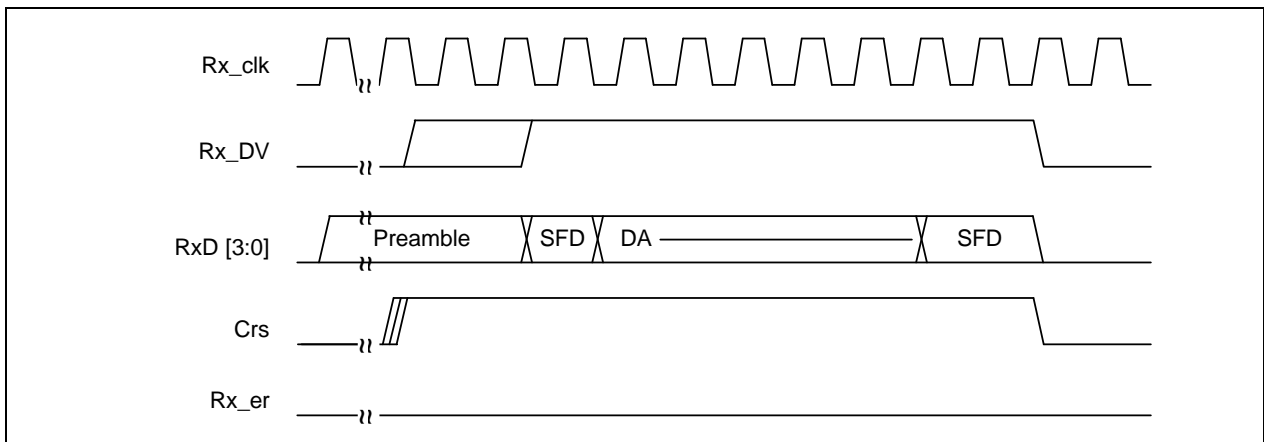 Rx_clk
Rx_DV
RxD [3:0] Preamble SFD DA SFD
Crs
Rx_er